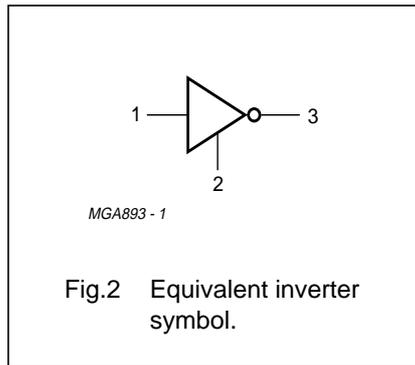 1
3
2
MGA893 - 1
Fig.2 Equivalent inverter
symbol.